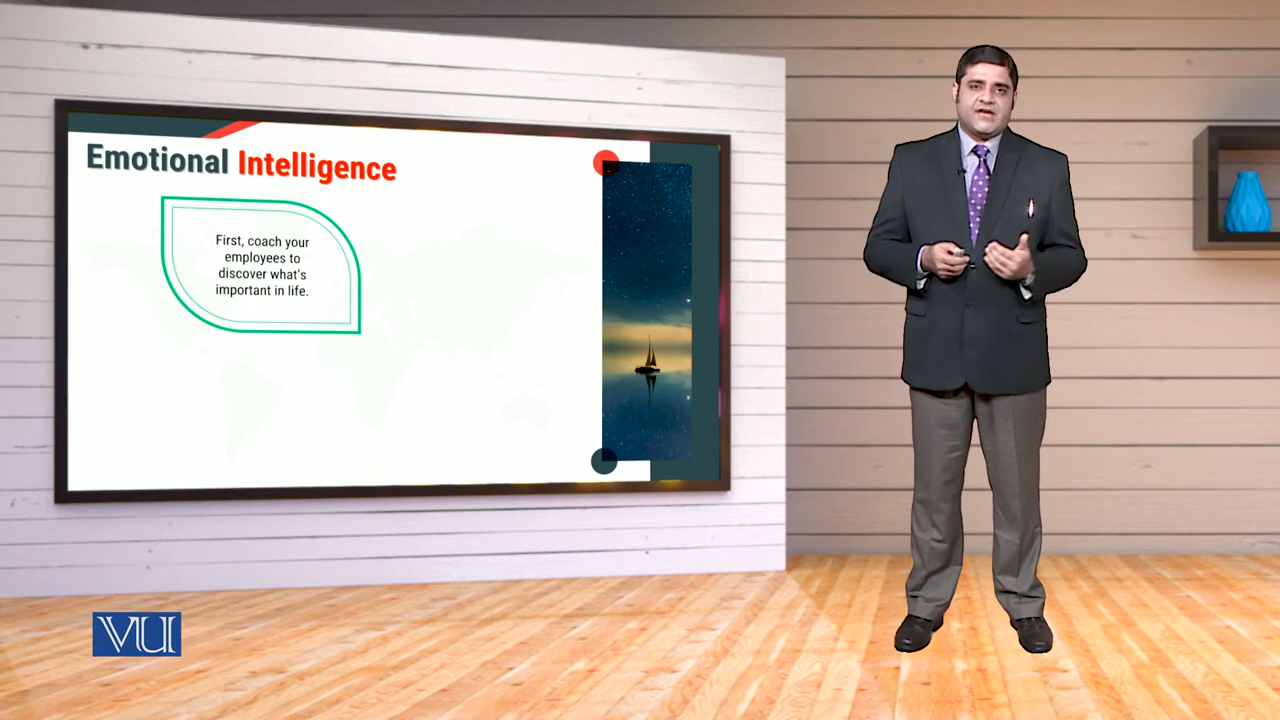 Emotional Intelligence
First, coach your
employees to
discover what's
important in life.
VU